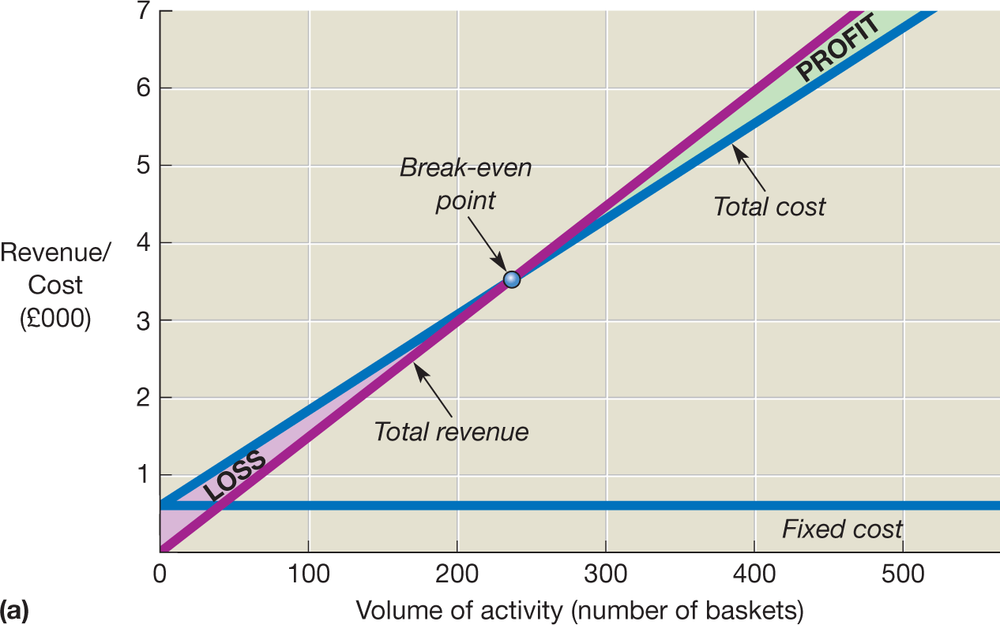 7
6
5
4
3
2
1
Revenue/
Cost
(£000)
PROFIT
Break-even
point
Total cost
Total revenue
LOSS
Fixed cost
0 100 200 300 400 500
Volume of activity (number of baskets)
(a)